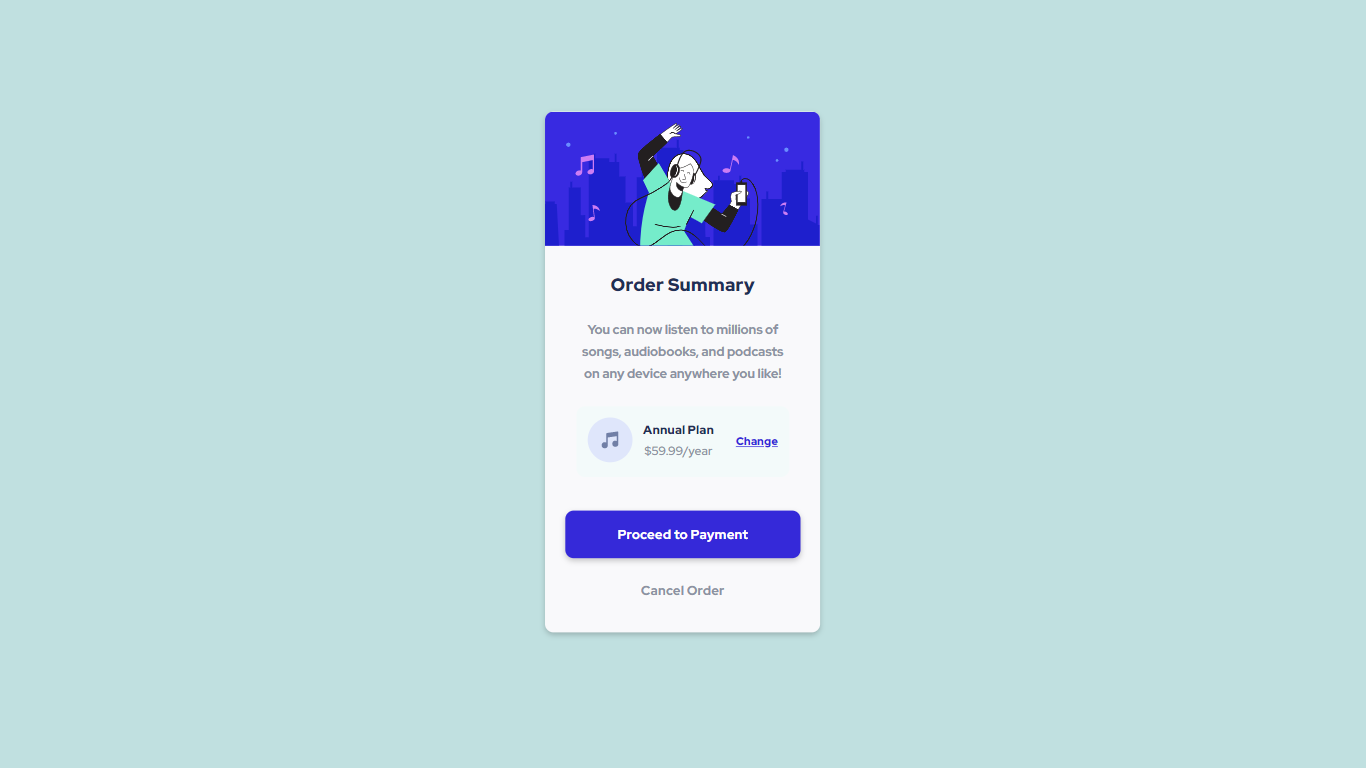 Order Summary
You can now listen to millions of
songs, audiobooks, and podcasts
on any device anywhere you like!
Annual Plan
$59.99/year
Change
Proceed to Payment
Cancel Order